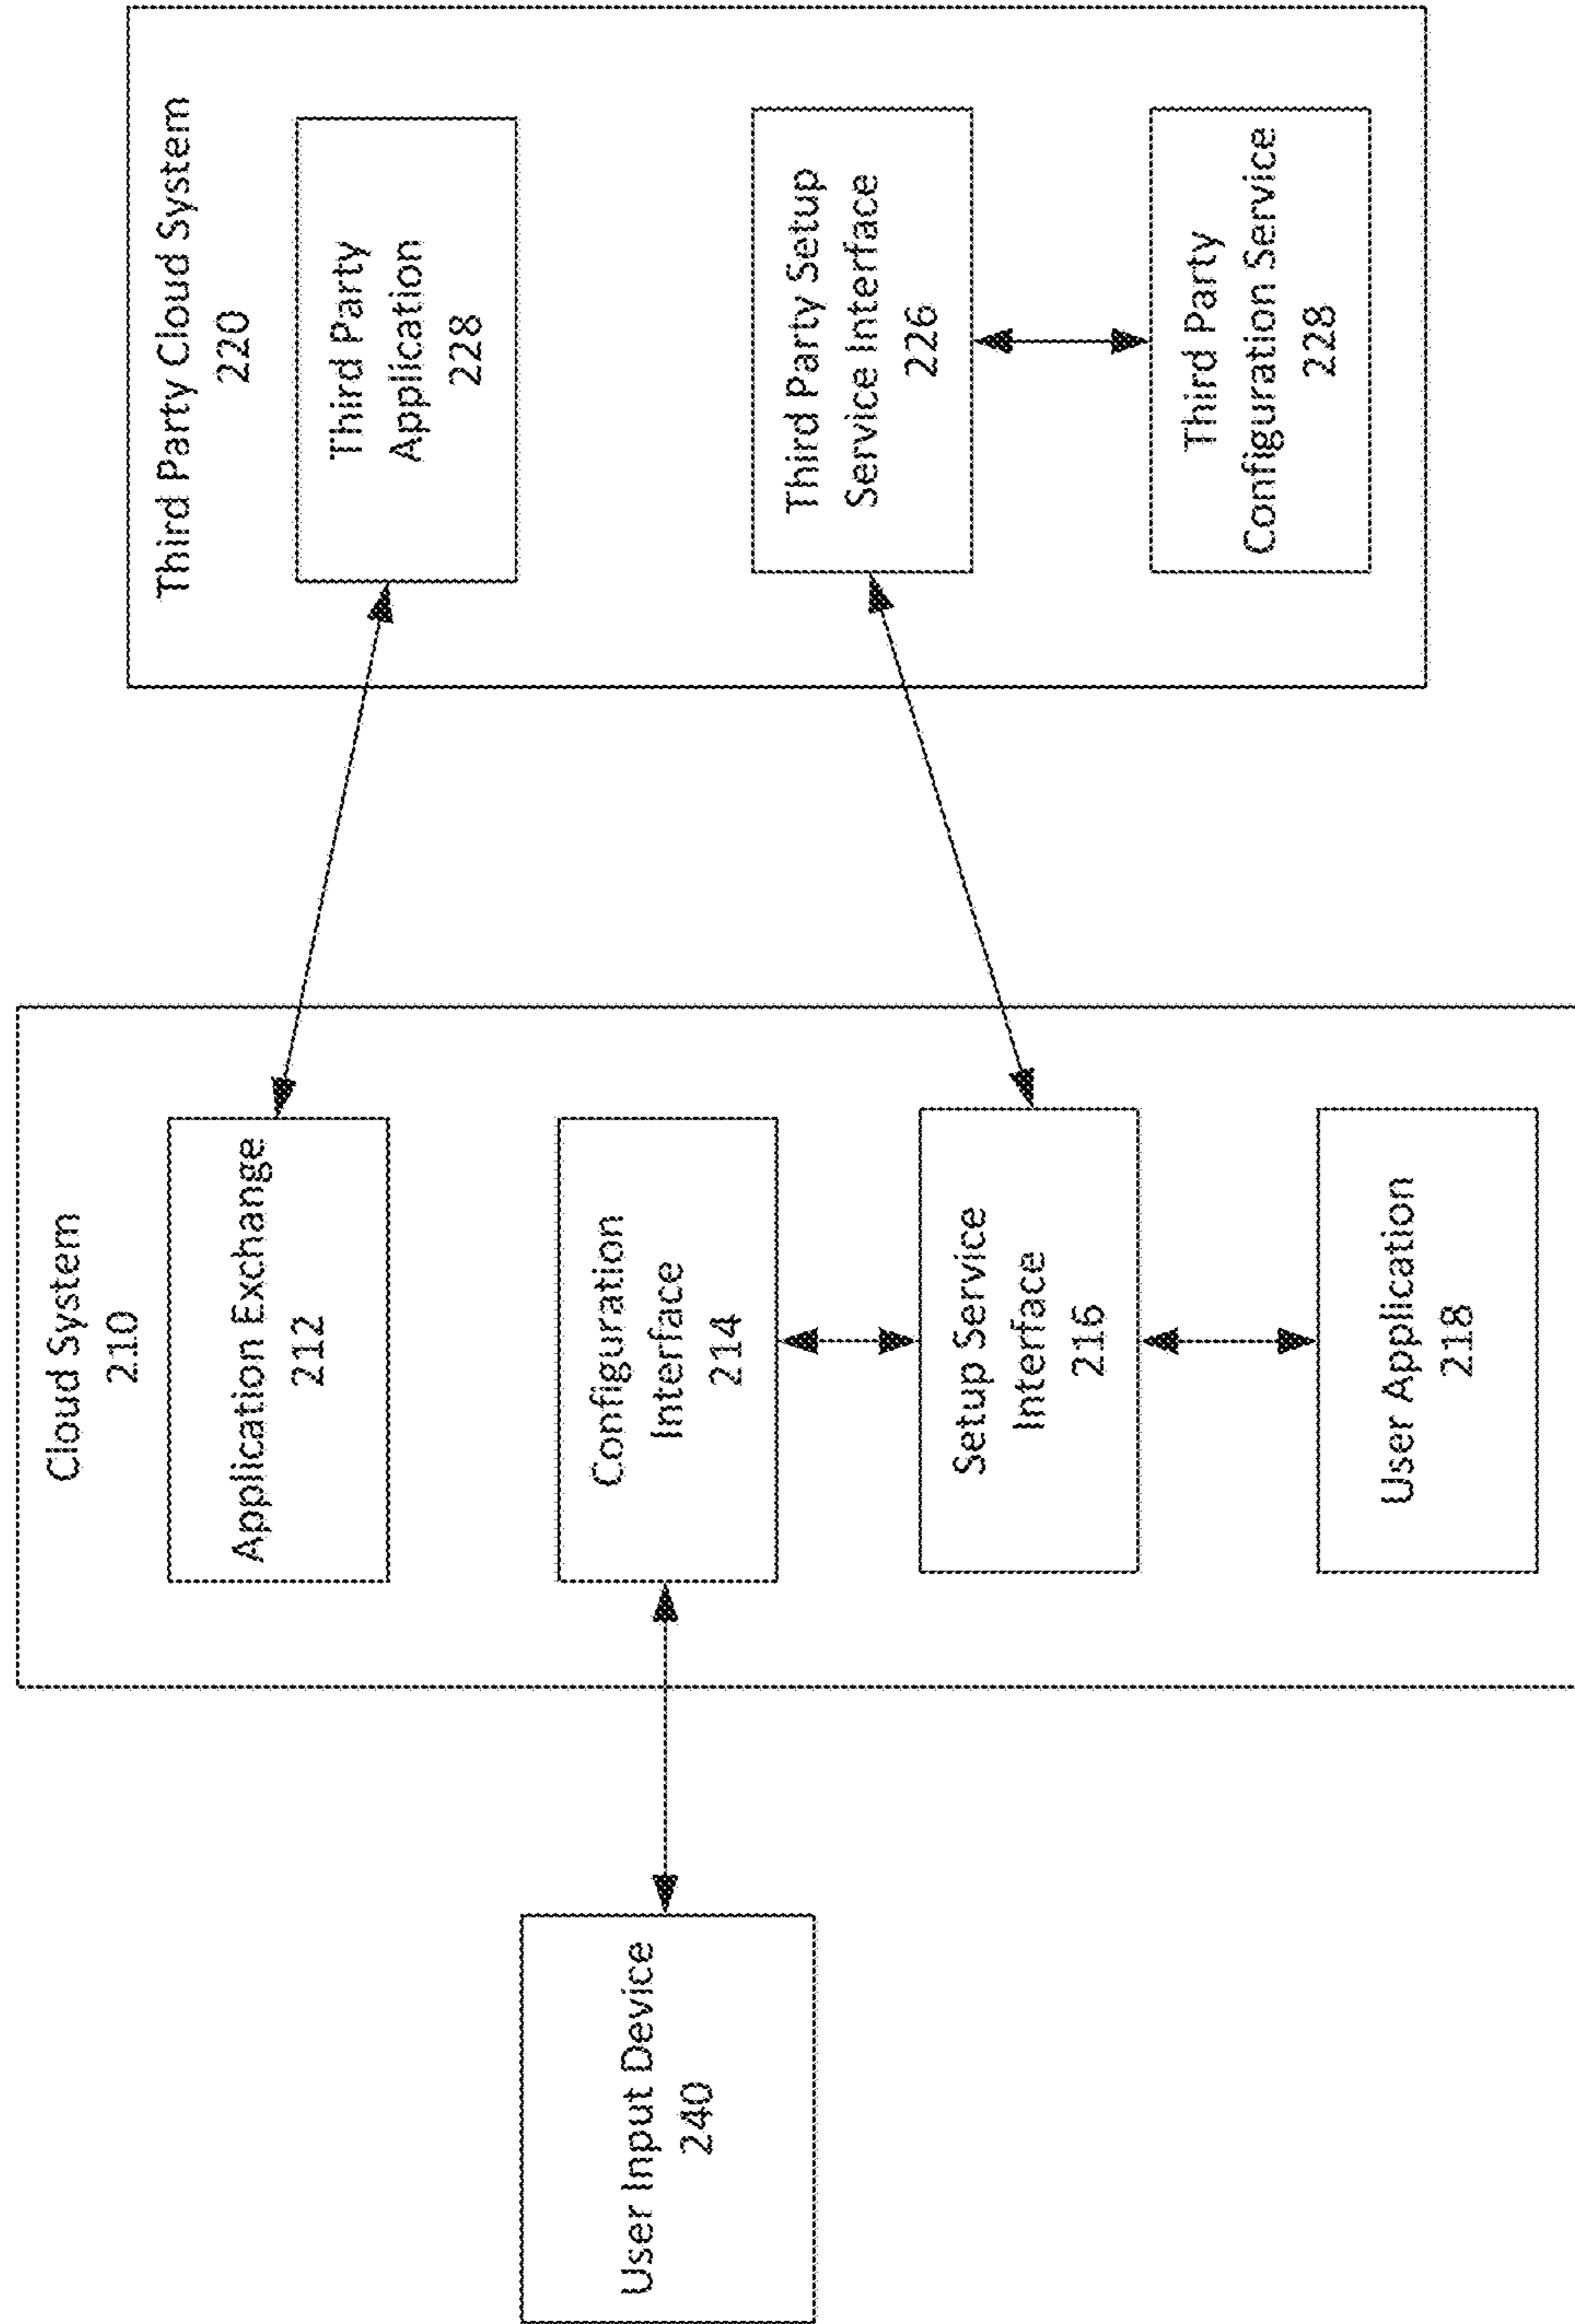 User Input Device
240
Cloud System
210
Application Exchange
212
Configuration
Interface
214
Setup Service
Interface
216
User Application
218
Third Party Cloud System
220
Third Party
Application
228
Third Party Setup
Service Interface
226
Third Party
Configuration Service
228